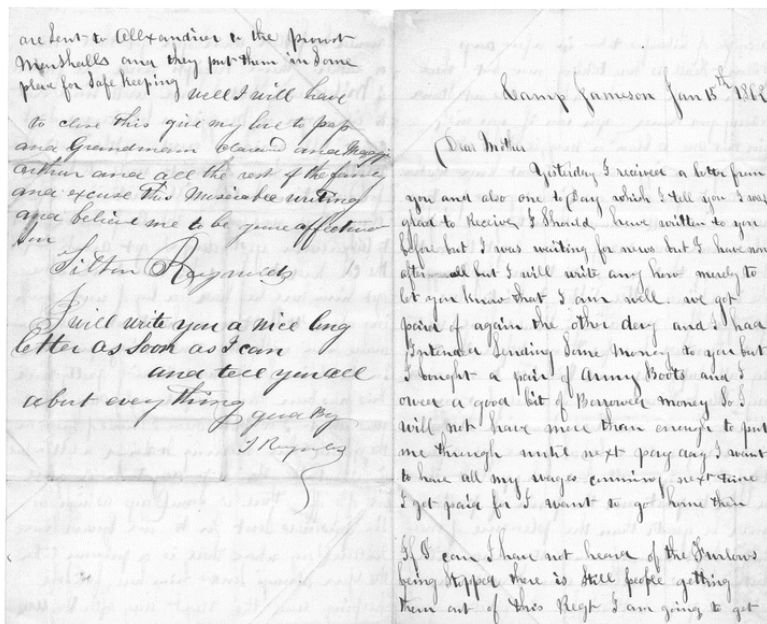 are Sent to Allxandier to the Provost
Marshalls and they put them in Some
place for Safe Keeping well I will have
to close this give my love to pap
and Grandmam and Maggi
Arthur and all the rest of the family
and excuse this Miserable writing
and believe me to be your affectiond
Son
Tilton Reynolds
I will write you a nice long
letter as Soon as I can
and tell you all
about everything
good By
T Reynolds
Camp Jameson Jan 15th 1862
Dear Mother
Yesterday I received a letter from
you and also one to Day which I tell you I was
glad to Receive I Should have written to you
before but I was waiting for news but I have non
after all but I will write any how merely to
let you know that I am well. we got
paid of again the other day and I had
Intended Sending Some Money to you but
I bought a pair of Army Boots and I
owed a good bit of Borrowed money So I
will not have more than enough to put
me through until next pay day I want
to have all my wages comming next time
I get paid for I want to got home then
If I can I have not heard of the Furlows
being Stopped there is Still people getting
them out of this Regt I am going to get